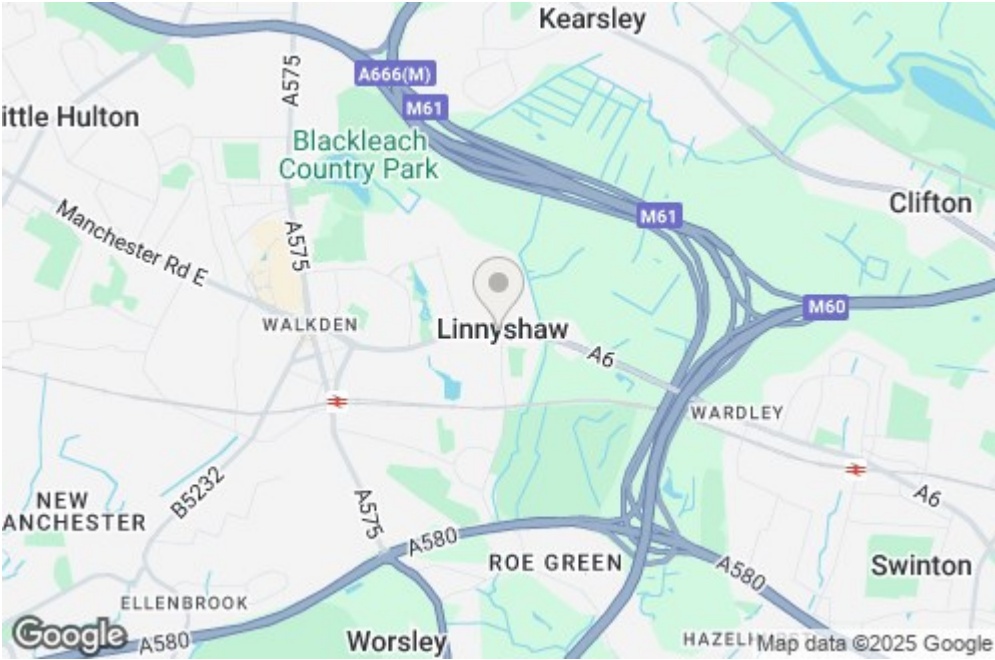 Kearsley
A666(M)
A575
M61
ittle Hulton
Blackleach
Country Park
Clifton
M61
Manchester Rd E
A575
M60
WALKDEN
Linnyshaw
A6
WARDLEY
B5232
A6
NEW
ANCHESTER
A575
A580
ROE GREEN
A580
Swinton
ELLENBROOK
Google
A580
Worsley
Map data ©2025 Google